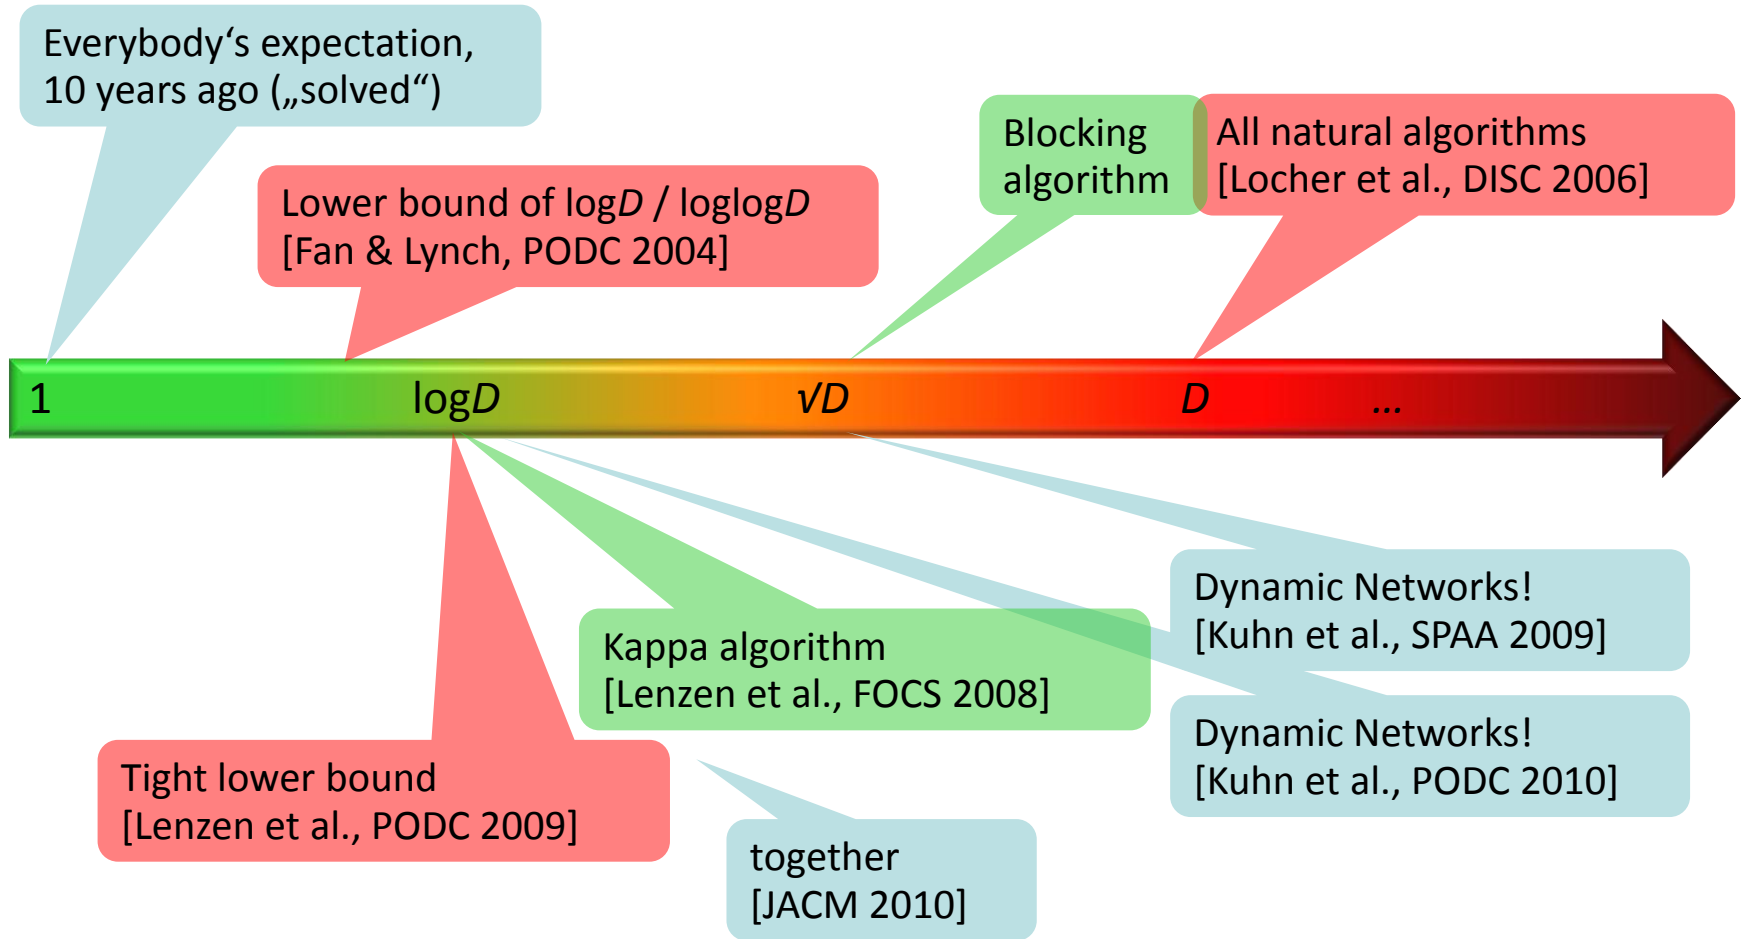 Everybody‘s expectation,
10 years ago („solved“)
Lower bound of logD / loglogD
[Fan & Lynch, PODC 2004]
Blocking
algorithm
All natural algorithms
[Locher et al., DISC 2006]
1 logD √D D ...
Kappa algorithm
[Lenzen et al., FOCS 2008]
Tight lower bound
[Lenzen et al., PODC 2009]
together
[JACM 2010]
Dynamic Networks!
[Kuhn et al., SPAA 2009]
Dynamic Networks!
[Kuhn et al., PODC 2010]